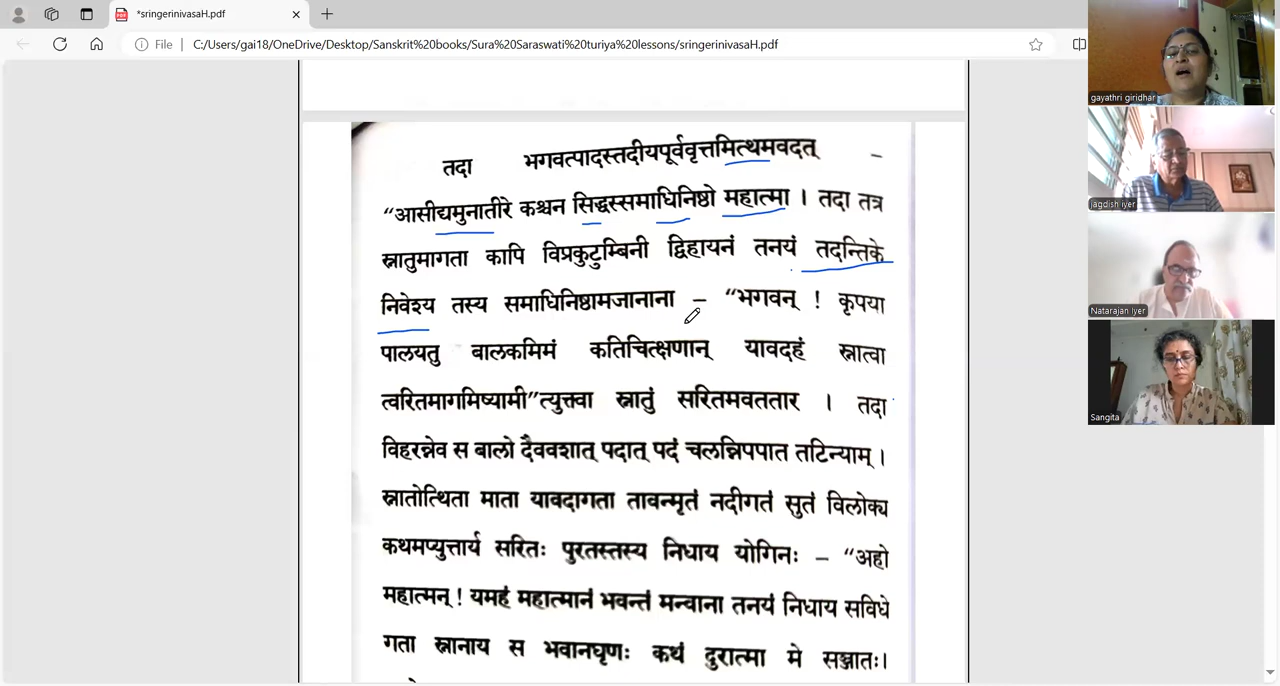 *sringerinivasaH.pdf
File
C:/Users/gai18/OneDrive/Desktop/Sanskrit%20books/Sura%20Saraswati%20turiya%20lessons/sringerinivasaH.pdf
तदा भगवत्पादस्तदीयपूर्ववृत्तमित्थमवदत् –
“आसीद्यमुनातीरे कश्चन सिद्धस्समाधिनिष्ठो महात्मा । तदा तत्र
स्नातुमागता कापि विप्रकुटुम्बिनी द्विहायनं तनयं तदन्तिके
निवेश्य तस्य समाधिनिष्ठामजानाना – “भगवन् ! कृपया
पालयतु बालकमिमं कतिचित्क्षणान् यावदहं स्नात्वा
त्वरितमागमिष्यामी”त्युक्त्वा स्नातुं सरितमवततार । तदा
विहरन्नेव स बालो दैववशात् पदात् पदं चलन्निपपात तटिन्याम् ।
स्नातोत्थिता माता यावदागता तावन्मृतं नदीगतं सुतं विलोक्य
कथमप्युत्तार्य सरितः पुरतस्तस्य निधाय योगिनः – “अहो
महात्मन् ! यमहं महात्मानं भवन्तं मन्वाना तनयं निधाय सविधे
गता स्नानाय स भवानघृणः कथं दुरात्मा मे सञ्जातः।
gayathri giridhar
jagdish iyer
Natarajan Iyer
Sangita